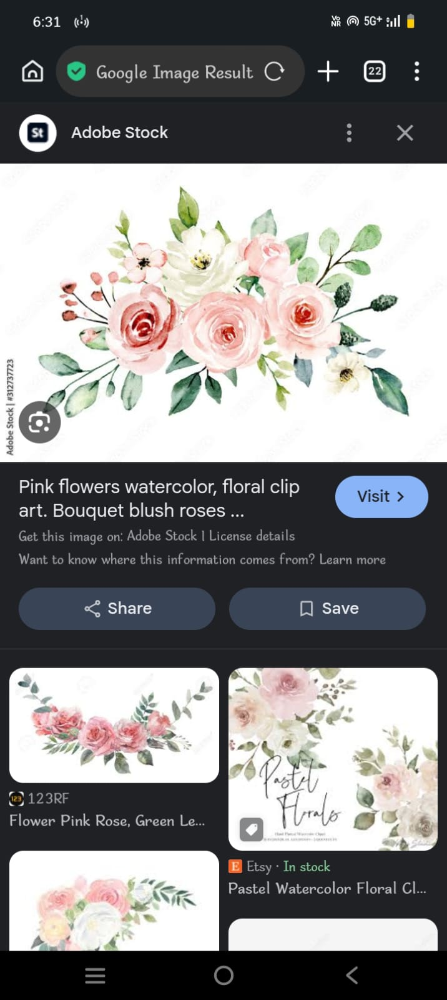 6:31
Vo
NR
5G+
Google Image Result
22
St
Adobe Stock
Adobe Stock | #312737723
Pink flowers watercolor, floral clip
art. Bouquet blush roses ...
Visit
Get this image on: Adobe Stock | License details
Want to know where this information comes from? Learn more
Share
Save
123 123RF
Flower Pink Rose, Green Le...
Pastel
Florals
E Etsy · In stock
Pastel Watercolor Floral Cl...